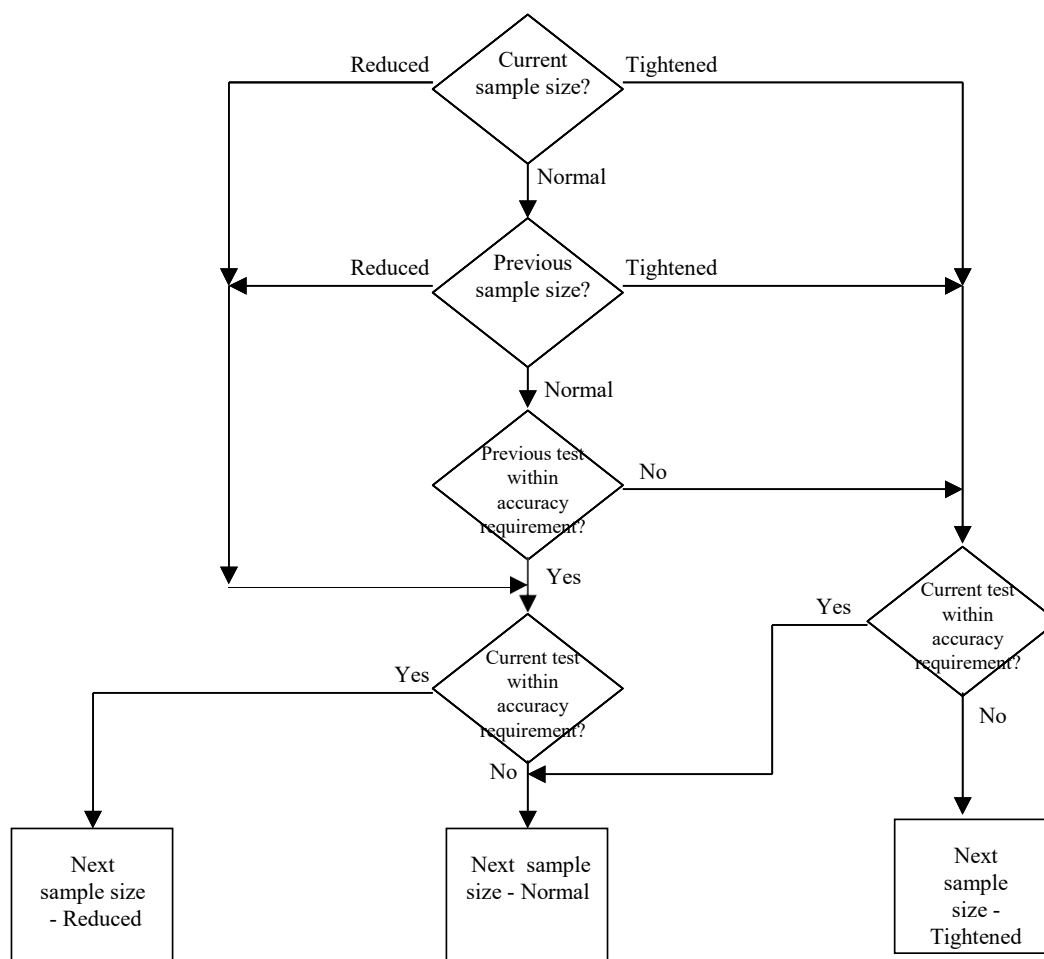 Reduced
Current
sample size?
Tightened
Normal
Reduced
Previous
sample size?
Tightened
Normal
Previous test
within
accuracy
requirement?
No
Yes
Current test
within
accuracy
requirement?
Yes
No
Current test
within
accuracy
requirement?
Yes
No
Next
sample size
- Reduced
Next sample
size - Normal
Next
sample
size -
Tightened